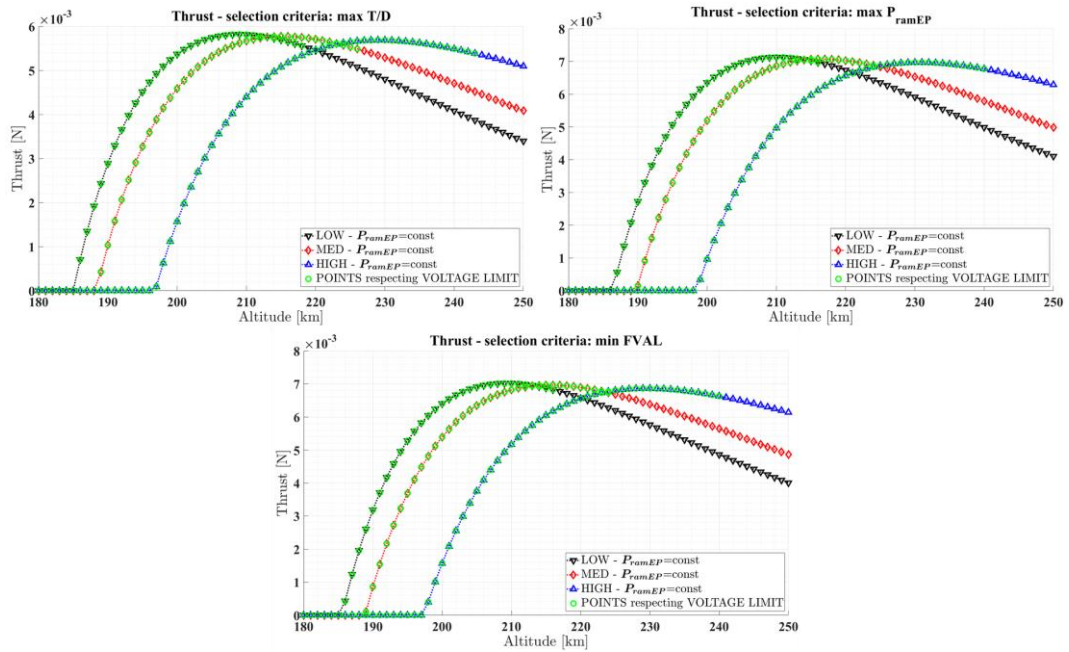 Thrust - selection criteria: max T/D
×10⁻³
6
5
4
3
2
1
0
Thrust [N]
180 190 200 210 220 230 240 250
Altitude [km]
LOW - P_ramEP=const
MED - P_ramEP=const
HIGH - P_ramEP=const
POINTS respecting VOLTAGE LIMIT
Thrust - selection criteria: max P_ramEP
×10⁻³
8
7
6
5
4
3
2
1
0
Thrust [N]
180 190 200 210 220 230 240 250
Altitude [km]
LOW - P_ramEP=const
MED - P_ramEP=const
HIGH - P_ramEP=const
POINTS respecting VOLTAGE LIMIT
Thrust - selection criteria: min FVAL
×10⁻³
8
7
6
5
4
3
2
1
0
Thrust [N]
180 190 200 210 220 230 240 250
Altitude [km]
LOW - P_ramEP=const
MED - P_ramEP=const
HIGH - P_ramEP=const
POINTS respecting VOLTAGE LIMIT